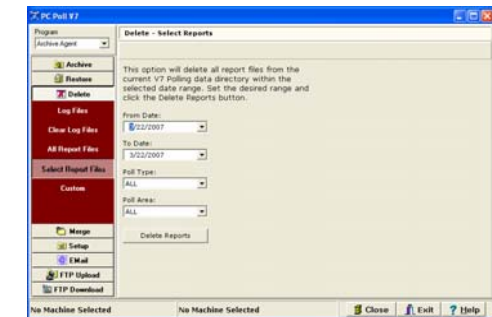 PC Poll V7
Program
Archive Agent
Archive
Restore
Delete
Log Files
Clear Log Files
All Report Files
Select Report Files
Custom
Merge
Setup
EMail
FTP Upload
FTP Download
Delete - Select Reports
This option will delete all report files from the
current V7 Polling data directory within the
selected date range. Set the desired range and
click the Delete Reports button.
From Date:
/22/2007
To Date:
3/22/2007
Poll Type:
ALL
Poll Area:
ALL
Delete Reports
No Machine Selected
No Machine Selected
Close
Exit
? Help